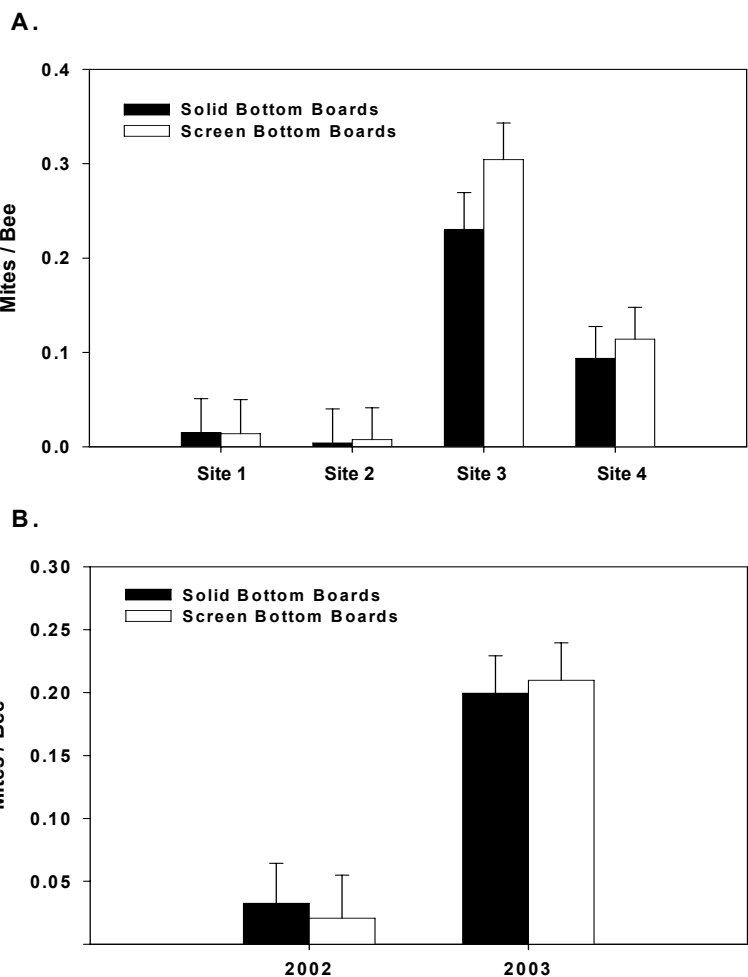 A.
0.4
Solid Bottom Boards
Screen Bottom Boards
0.3
Mites / Bee
0.2
0.1
0.0
Site 1 Site 2 Site 3 Site 4
B.
0.30
Solid Bottom Boards
Screen Bottom Boards
0.25
0.20
Mites / Bee
0.15
0.10
0.05
2002 2003